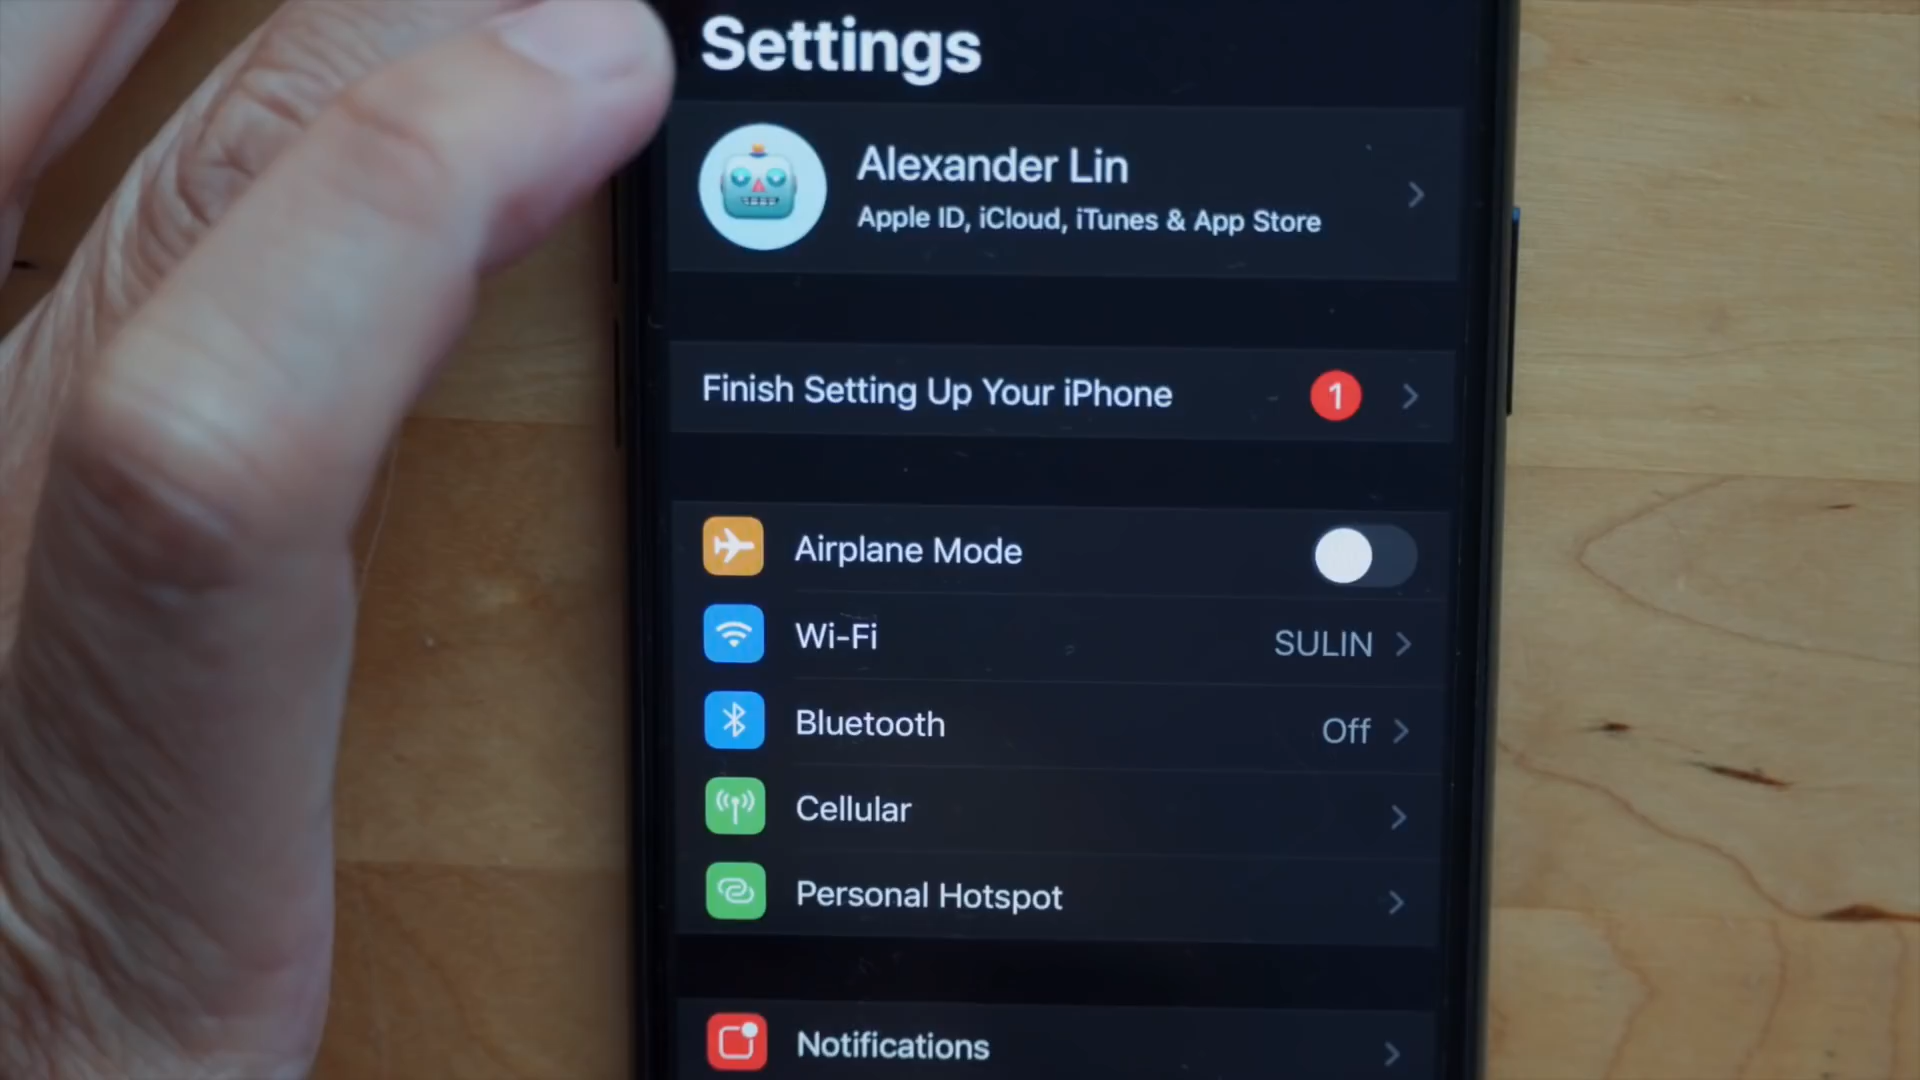 Settings
Alexander Lin
Apple ID, iCloud, iTunes & App Store
Finish Setting Up Your iPhone 1
Airplane Mode
Wi-Fi SULIN
Bluetooth Off
Cellular
Personal Hotspot
Notifications